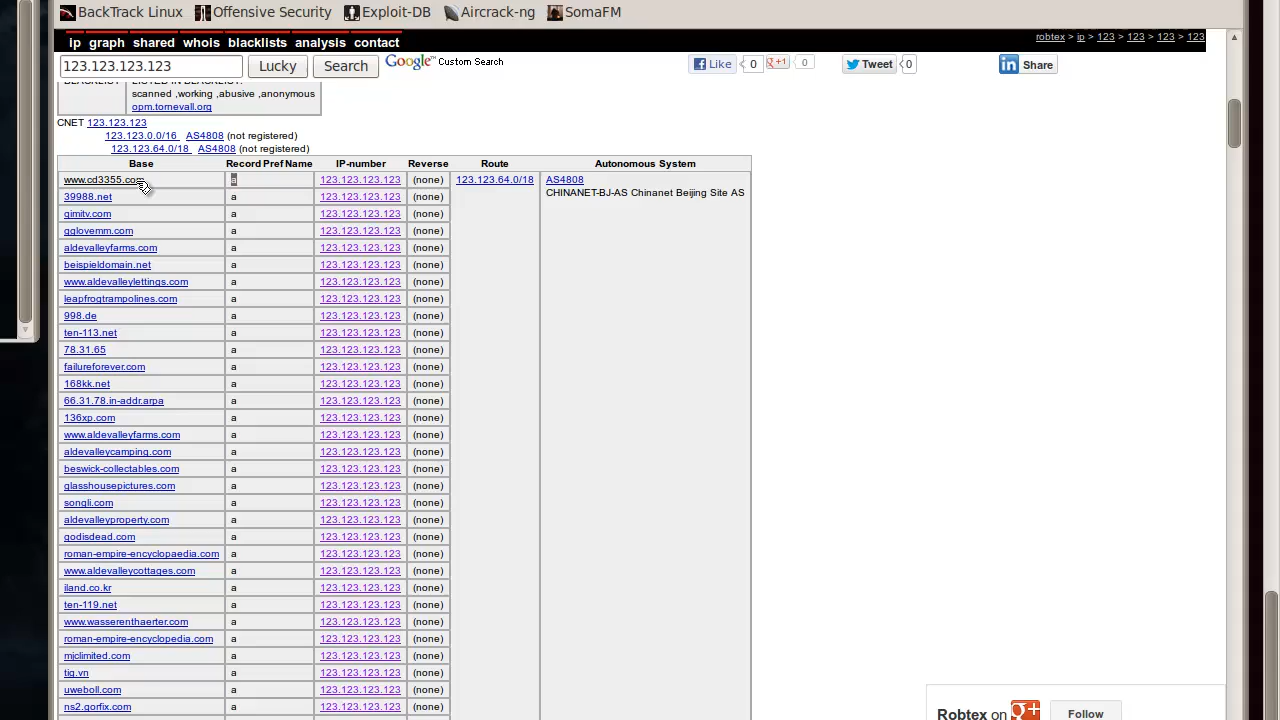 BackTrack Linux Offensive Security Exploit-DB Aircrack-ng SomaFM
ip graph shared whois blacklists analysis contact
robtex > ip > 123 > 123 > 123 > 123
123.123.123.123 Lucky Search Google™ Custom Search Like 0 +1 0 Tweet 0 in Share
BLACKLIST LISTED IN BLACKLIST:
scanned ,working ,abusive ,anonymous
opm.tornevall.org
CNET 123.123.123
123.123.0.0/16 AS4808 (not registered)
123.123.64.0/18 AS4808 (not registered)
Base Record Pref Name IP-number Reverse Route Autonomous System
www.cd3355.com a 123.123.123.123 (none) 123.123.64.0/18 AS4808
CHINANET-BJ-AS Chinanet Beijing Site AS
39988.net a 123.123.123.123 (none)
gimitv.com a 123.123.123.123 (none)
gglovemm.com a 123.123.123.123 (none)
aldevalleyfarms.com a 123.123.123.123 (none)
beispieldomain.net a 123.123.123.123 (none)
www.aldevalleylettings.com a 123.123.123.123 (none)
leapfrogtrampolines.com a 123.123.123.123 (none)
998.de a 123.123.123.123 (none)
ten-113.net a 123.123.123.123 (none)
78.31.65 a 123.123.123.123 (none)
failureforever.com a 123.123.123.123 (none)
168kk.net a 123.123.123.123 (none)
66.31.78.in-addr.arpa a 123.123.123.123 (none)
136xp.com a 123.123.123.123 (none)
www.aldevalleyfarms.com a 123.123.123.123 (none)
aldevalleycamping.com a 123.123.123.123 (none)
beswick-collectables.com a 123.123.123.123 (none)
glasshousepictures.com a 123.123.123.123 (none)
songli.com a 123.123.123.123 (none)
aldevalleyproperty.com a 123.123.123.123 (none)
godisdead.com a 123.123.123.123 (none)
roman-empire-encyclopaedia.com a 123.123.123.123 (none)
www.aldevalleycottages.com a 123.123.123.123 (none)
iland.co.kr a 123.123.123.123 (none)
ten-119.net a 123.123.123.123 (none)
www.wasserenthaerter.com a 123.123.123.123 (none)
roman-empire-encyclopedia.com a 123.123.123.123 (none)
mjclimited.com a 123.123.123.123 (none)
tig.vn a 123.123.123.123 (none)
uweboll.com a 123.123.123.123 (none)
ns2.gorfix.com a 123.123.123.123 (none)
Robtex on g+ Follow